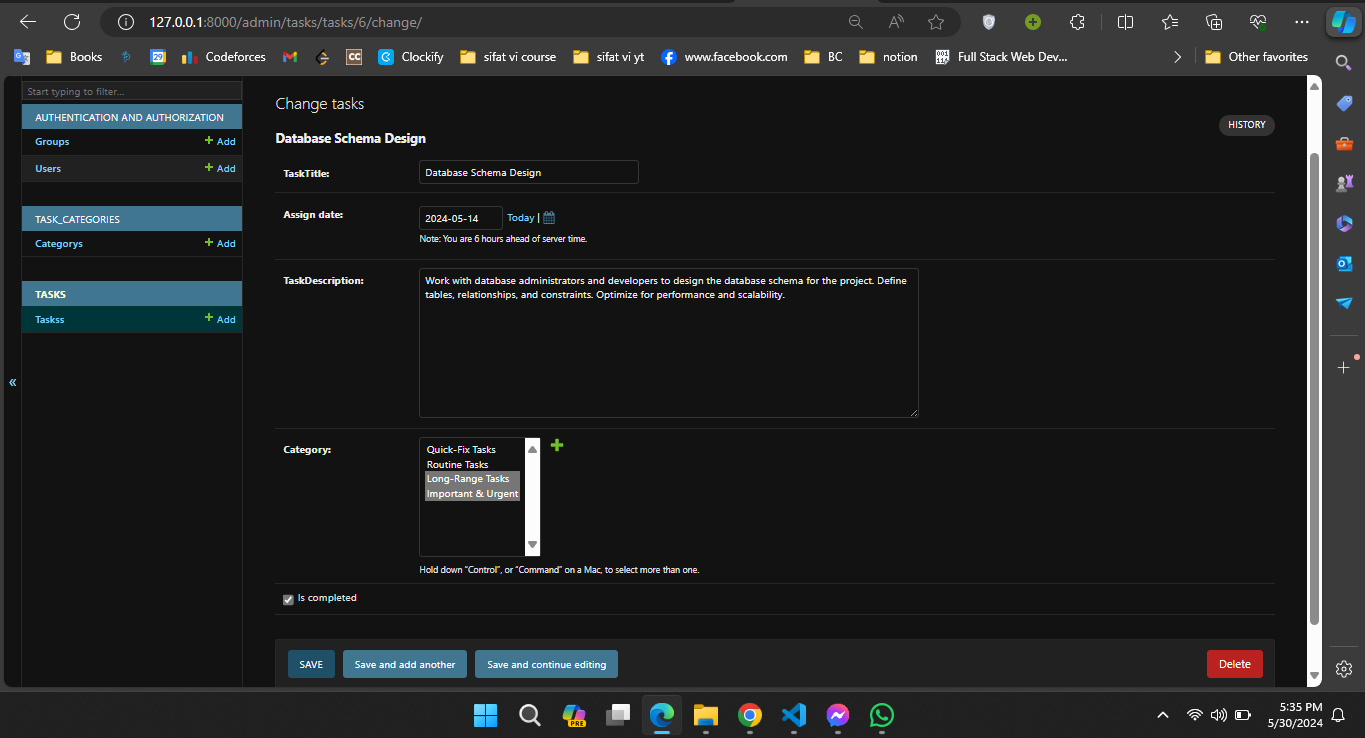 127.0.0.1:8000/admin/tasks/tasks/6/change/
Books
29
Codeforces
CC
Clockify
sifat vi course
sifat vi yt
www.facebook.com
BC
notion
Full Stack Web Dev...
Other favorites
Start typing to filter...
AUTHENTICATION AND AUTHORIZATION
Groups
Add
Users
Add
TASK_CATEGORIES
Categorys
Add
TASKS
Taskss
Add
«
Change tasks
HISTORY
Database Schema Design
TaskTitle:
Database Schema Design
Assign date:
2024-05-14
Today |
Note: You are 6 hours ahead of server time.
TaskDescription:
Work with database administrators and developers to design the database schema for the project. Define
tables, relationships, and constraints. Optimize for performance and scalability.
Category:
Quick-Fix Tasks
Routine Tasks
Long-Range Tasks
Important & Urgent
Hold down “Control”, or “Command” on a Mac, to select more than one.
Is completed
SAVE
Save and add another
Save and continue editing
Delete
PRE
5:35 PM
5/30/2024